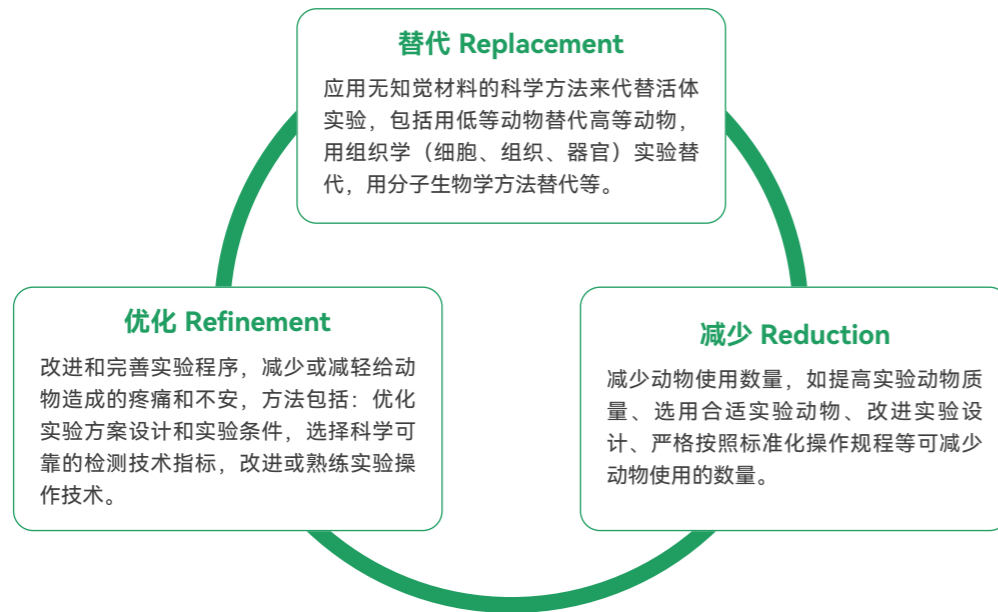 替代 Replacement
应用无知觉材料的科学方法来代替活体
实验，包括用低等动物替代高等动物，
用组织学（细胞、组织、器官）实验替
代，用分子生物学方法替代等。
优化 Refinement
改进和完善实验程序，减少或减轻给动
物造成的疼痛和不安，方法包括：优化
实验方案设计和实验条件，选择科学可
靠的检测技术指标，改进或熟练实验操
作技术。
减少 Reduction
减少动物使用数量，如提高实验动物质
量、选用合适实验动物、改进实验设
计、严格按照标准化操作规程等可减少
动物使用的数量。